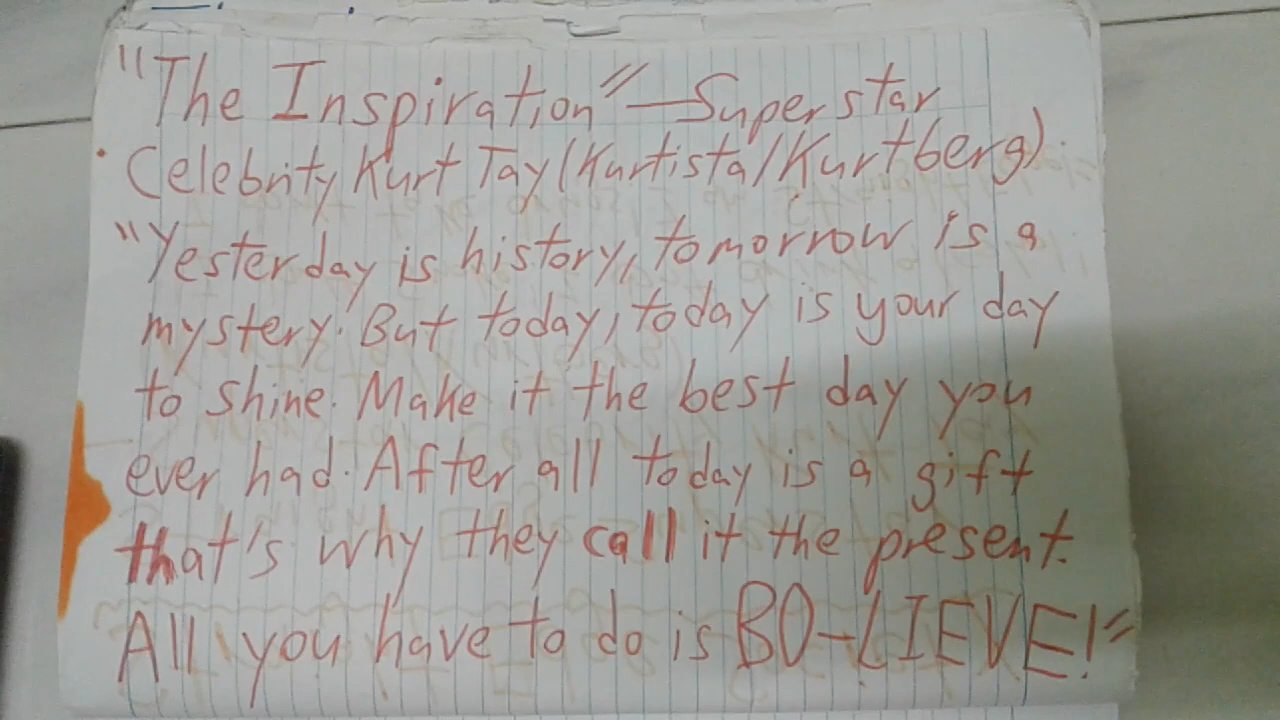 "The Inspiration"—Superstar
Celebrity Kurt Tay(Kurtista/Kurtberg).
"Yesterday is history, tomorrow is a
mystery. But today, today is your day
to shine. Make it the best day you
ever had. After all today is a gift
that's why they call it the present.
All you have to do is BO-LIEVE!"